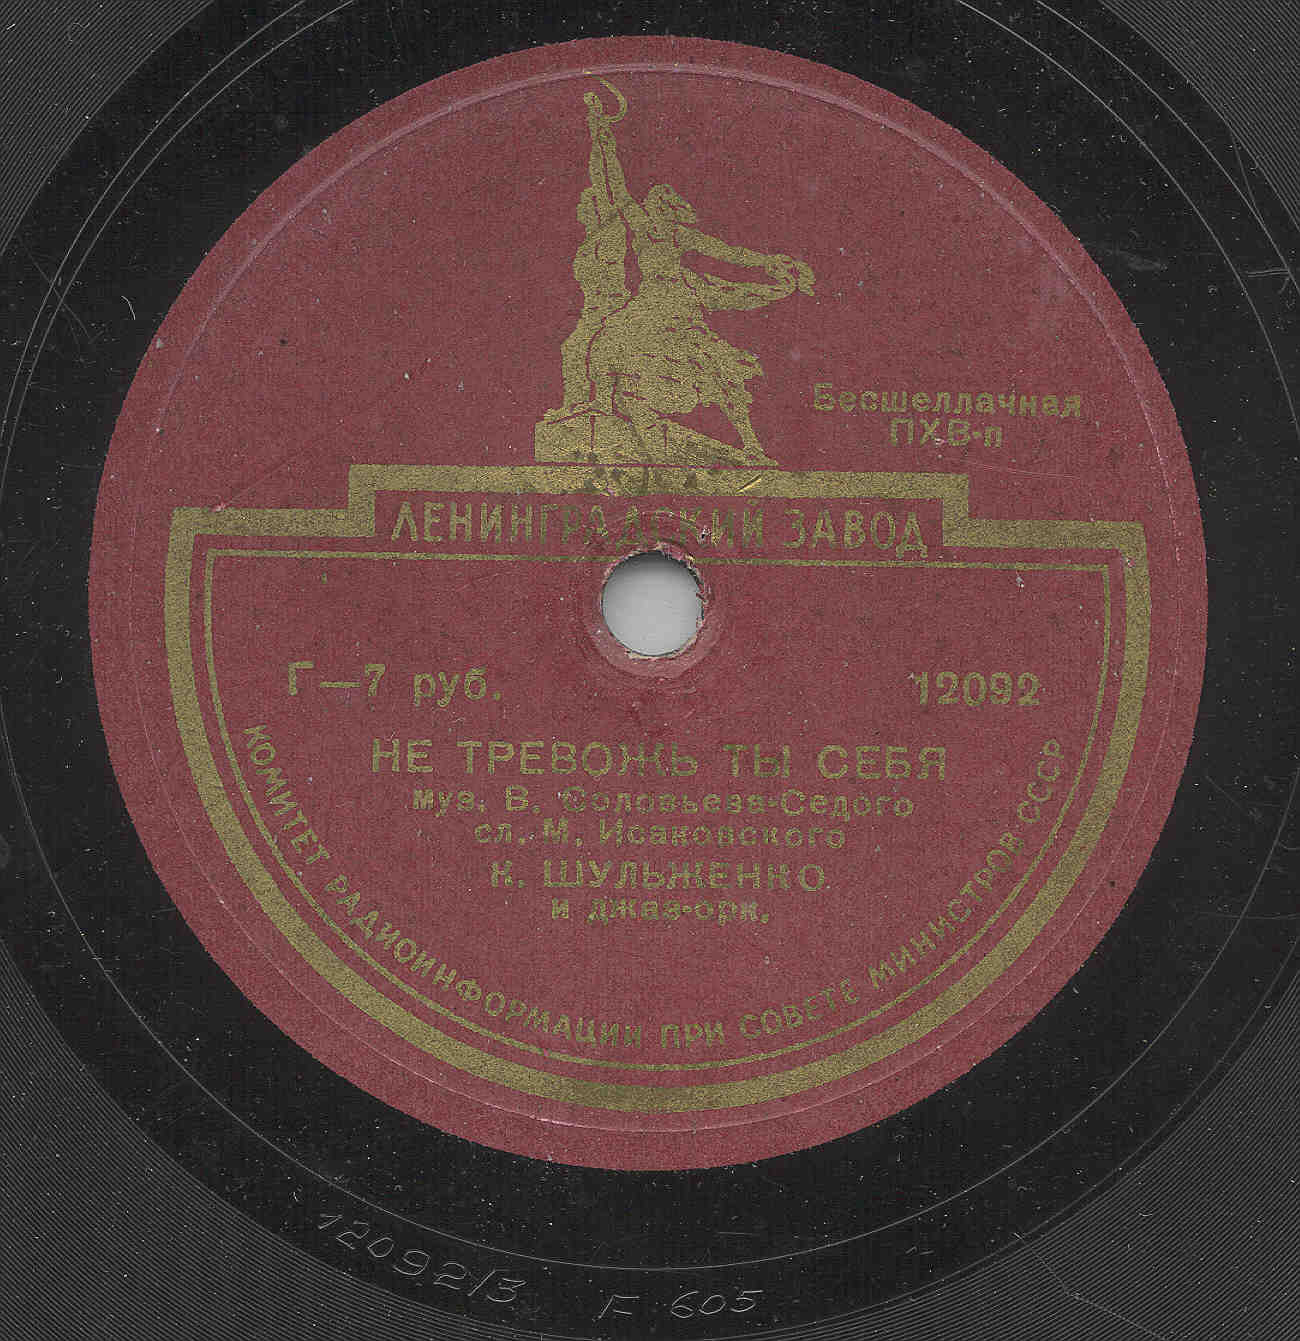 Бесшеллачная
ПХВ-п
ЛЕНИНГРАДСКИЙ ЗАВОД
Г—7 руб.
12092
НЕ ТРЕВОЖЬ ТЫ СЕБЯ
муз. В. Соловьева-Седого
сл. М. Исаковского
К. ШУЛЬЖЕНКО
и джаз-орк.
КОМИТЕТ РАДИОИНФОРМАЦИИ ПРИ СОВЕТЕ МИНИСТРОВ СССР
12092/3 F 605